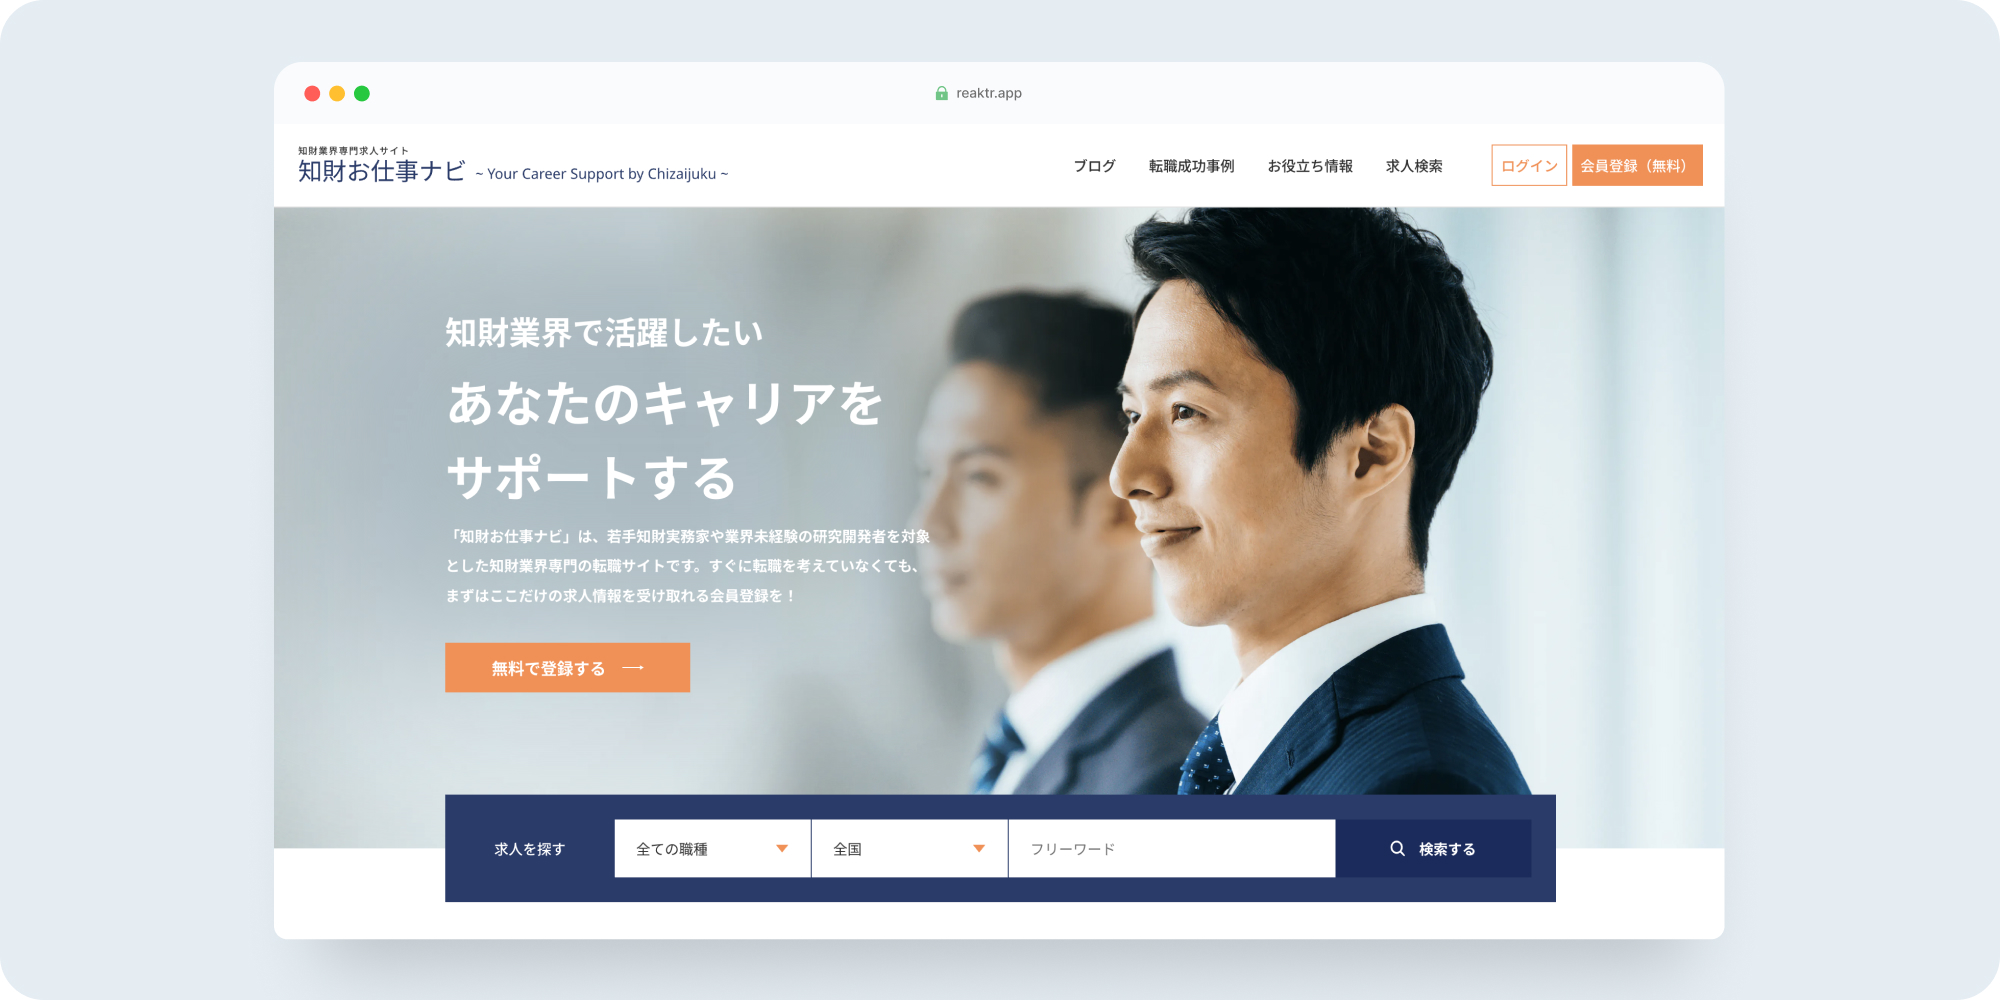 reaktr.app
知財業界専門求人サイト
知財お仕事ナビ ~ Your Career Support by Chizaijuku ~
ブログ 転職成功事例 お役立ち情報 求人検索 ログイン 会員登録（無料）
知財業界で活躍したい
あなたのキャリアを
サポートする
「知財お仕事ナビ」は、若手知財実務家や業界未経験の研究開発者を対象
とした知財業界専門の転職サイトです。すぐに転職を考えていなくても、
まずはここだけの求人情報を受け取れる会員登録を！
無料で登録する
求人を探す 全ての職種 全国 フリーワード 検索する